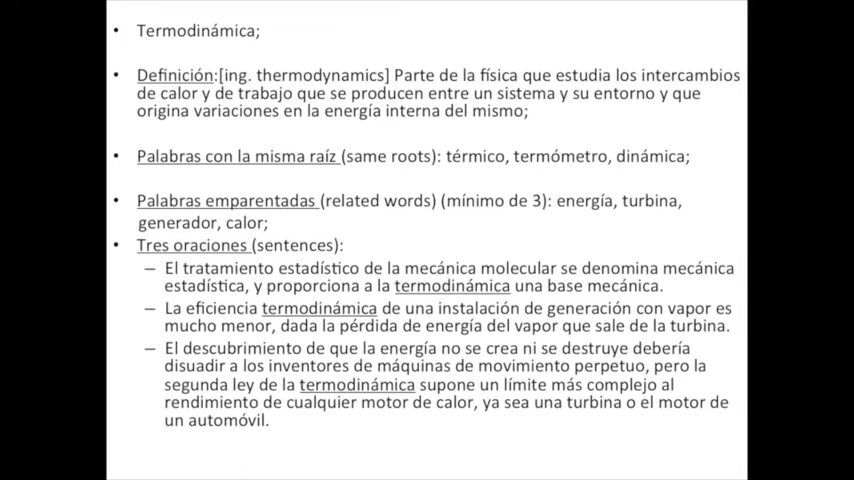 • Termodinámica;
• Definición:[ing. thermodynamics] Parte de la física que estudia los intercambios
de calor y de trabajo que se producen entre un sistema y su entorno y que
origina variaciones en la energía interna del mismo;
• Palabras con la misma raíz (same roots): térmico, termómetro, dinámica;
• Palabras emparentadas (related words) (mínimo de 3): energía, turbina,
generador, calor;
• Tres oraciones (sentences):
– El tratamiento estadístico de la mecánica molecular se denomina mecánica
estadística, y proporciona a la termodinámica una base mecánica.
– La eficiencia termodinámica de una instalación de generación con vapor es
mucho menor, dada la pérdida de energía del vapor que sale de la turbina.
– El descubrimiento de que la energía no se crea ni se destruye debería
disuadir a los inventores de máquinas de movimiento perpetuo, pero la
segunda ley de la termodinámica supone un límite más complejo al
rendimiento de cualquier motor de calor, ya sea una turbina o el motor de
un automóvil.